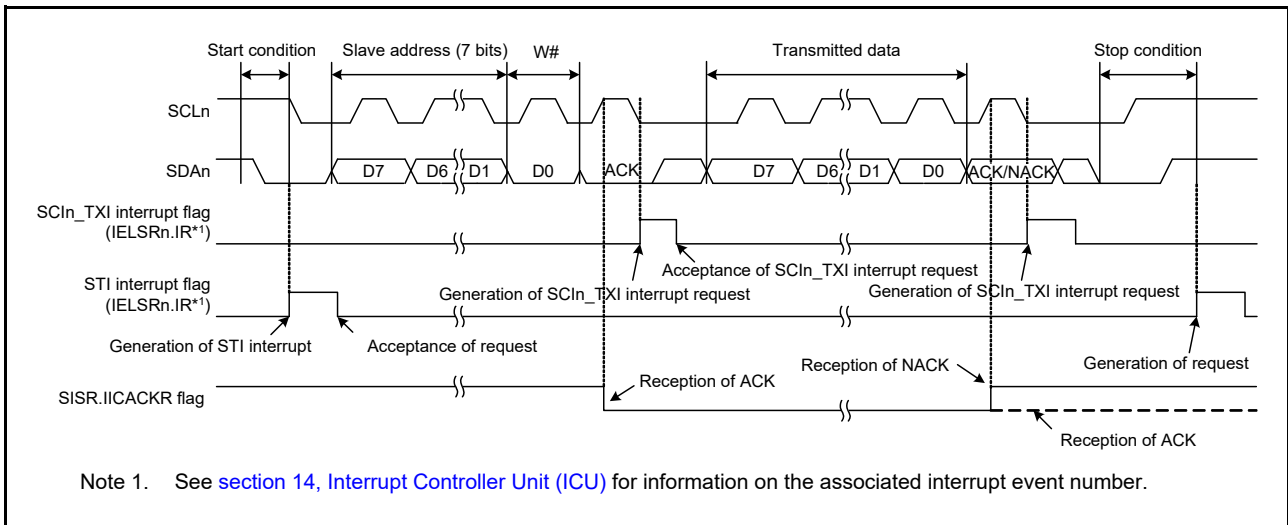 Start condition
Slave address (7 bits)
W#
Transmitted data
Stop condition
SCLn
SDAn
D7
D6
D1
D0
ACK
D7
D6
D1
D0
ACK/NACK
SCIn_TXI interrupt flag
(IELSRn.IR*1)
Acceptance of SCIn_TXI interrupt request
Generation of SCIn_TXI interrupt request
Generation of SCIn_TXI interrupt request
STI interrupt flag
(IELSRn.IR*1)
Generation of STI interrupt
Acceptance of request
Generation of request
SISR.IICACKR flag
Reception of ACK
Reception of NACK
Reception of ACK
Note 1. See section 14, Interrupt Controller Unit (ICU) for information on the associated interrupt event number.